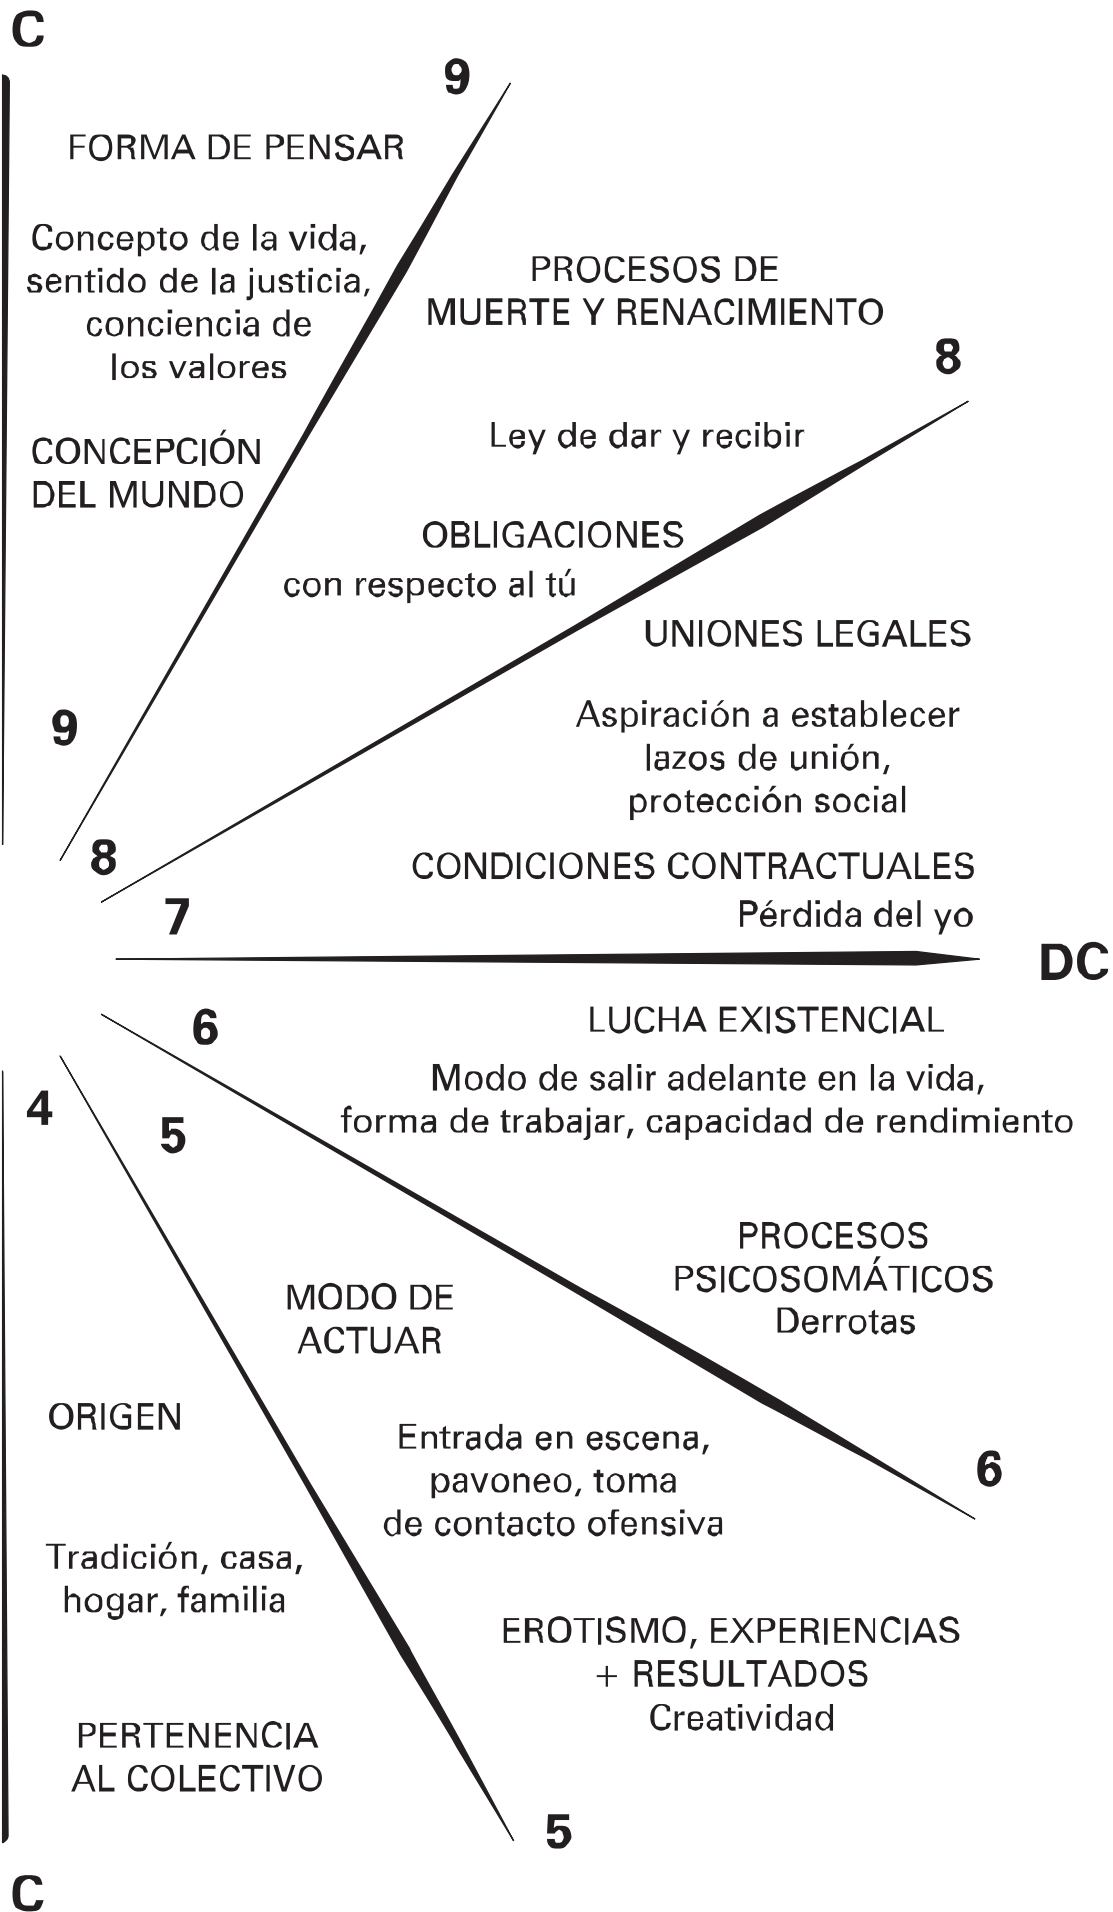 C
9
FORMA DE PENSAR
Concepto de la vida,
sentido de la justicia,
conciencia de
los valores
CONCEPCIÓN
DEL MUNDO
9
PROCESOS DE
MUERTE Y RENACIMIENTO
8
Ley de dar y recibir
OBLIGACIONES
con respecto al tú
8
UNIONES LEGALES
Aspiración a establecer
lazos de unión,
protección social
CONDICIONES CONTRACTUALES
Pérdida del yo
7
DC
6
LUCHA EXISTENCIAL
Modo de salir adelante en la vida,
forma de trabajar, capacidad de rendimiento
PROCESOS
PSICOSOMÁTICOS
Derrotas
6
5
MODO DE
ACTUAR
Entrada en escena,
pavoneo, toma
de contacto ofensiva
EROTISMO, EXPERIENCIAS
+ RESULTADOS
Creatividad
5
4
ORIGEN
Tradición, casa,
hogar, familia
PERTENENCIA
AL COLECTIVO
C